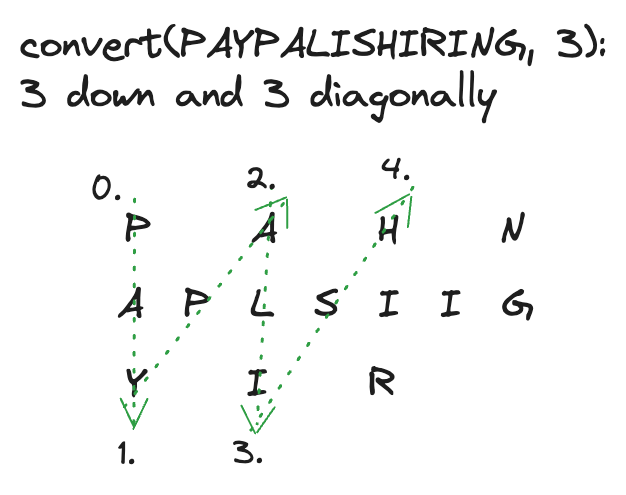 convert(PAYPALISHIRING, 3):
3 down and 3 diagonally
0. 2. 4.
P A H N
A P L S I I G
Y I R
1. 3.